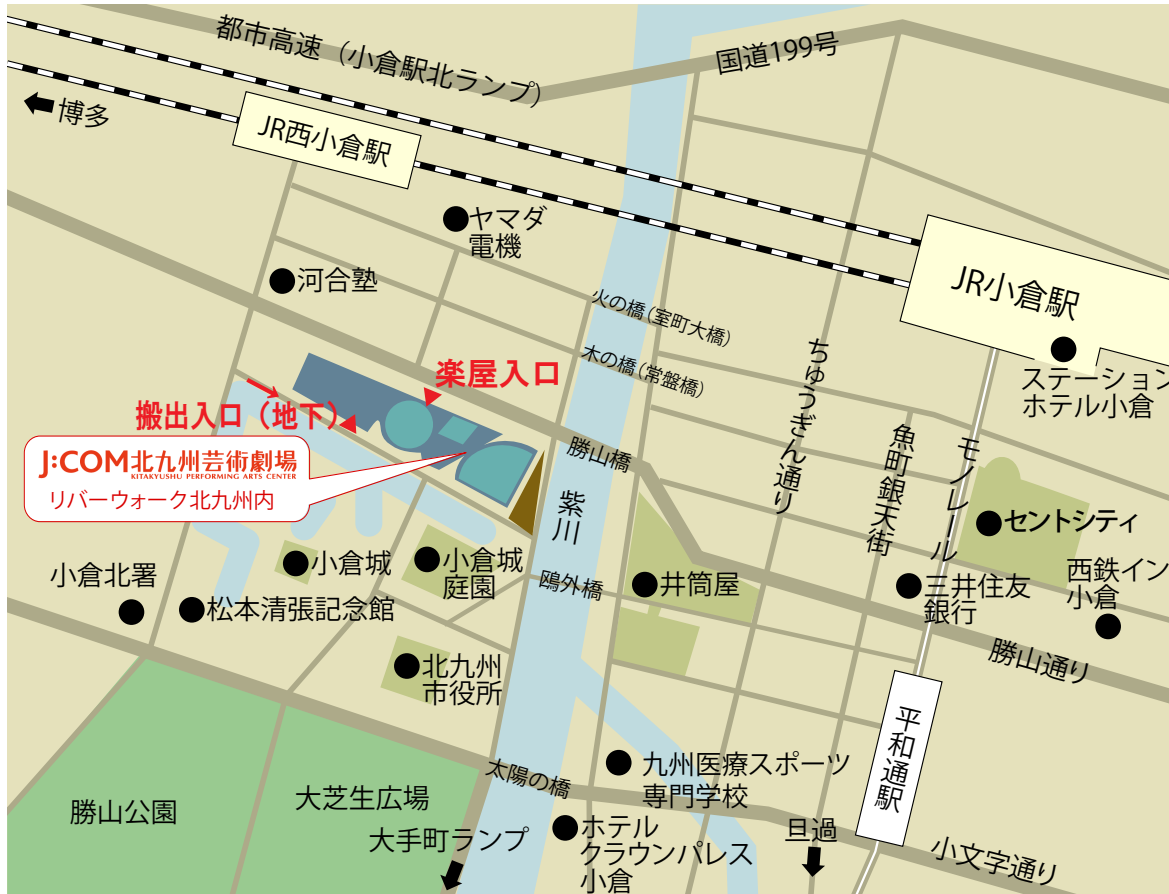 都市高速（小倉駅北ランプ）
国道199号
博多
JR西小倉駅
ヤマダ
電機
河合塾
JR小倉駅
火の橋（室町大橋）
木の橋（常盤橋）
ステーション
ホテル小倉
楽屋入口
搬出入口（地下）
ちゅうぎん通り
魚町銀天街
モノレール
勝山橋
J:COM北九州芸術劇場
KITAKYUSHU PERFORMING ARTS CENTER
リバーウォーク北九州内
紫川
セントシティ
小倉城
小倉城
庭園
鴎外橋
井筒屋
三井住友
銀行
西鉄イン
小倉
小倉北署
松本清張記念館
勝山通り
北九州
市役所
平和通駅
太陽の橋
九州医療スポーツ
専門学校
勝山公園
大芝生広場
大手町ランプ
ホテル
クラウンパレス
小倉
旦過
小文字通り